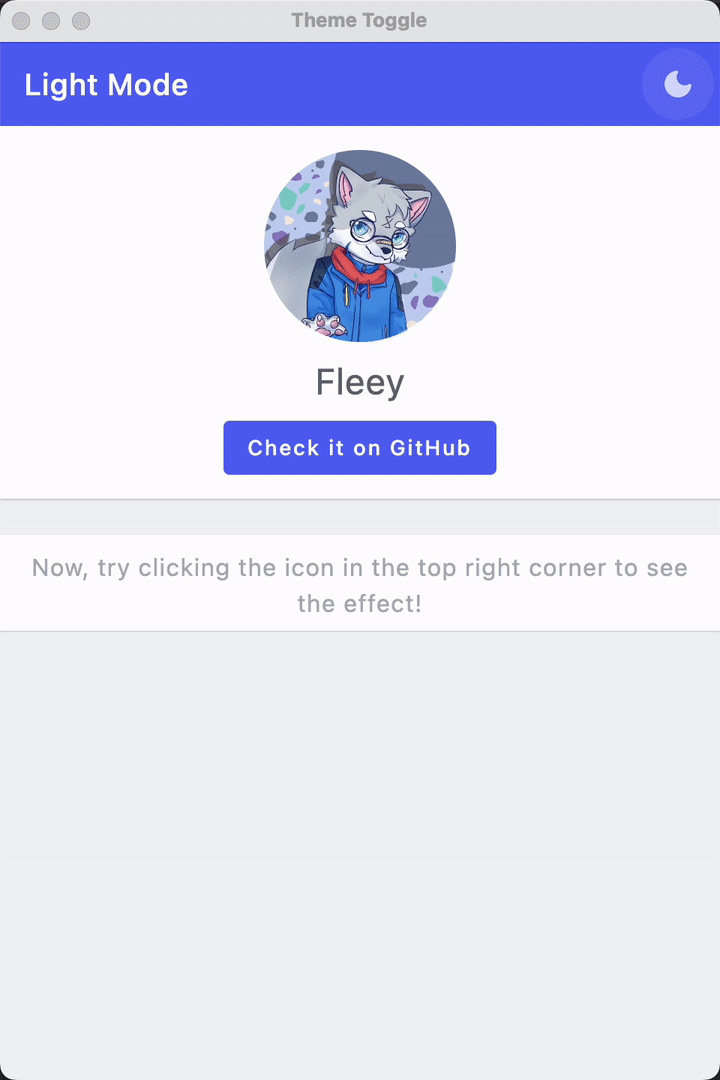 Theme Toggle
Light Mode
Fleey
Check it on GitHub
Now, try clicking the icon in the top right corner to see
the effect!